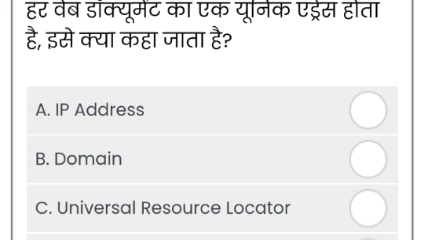 हर वेब डॉक्यूमेंट का एक यूनिक एड्रेस होता
है, इसे क्या कहा जाता है?
A. IP Address
B. Domain
C. Universal Resource Locator